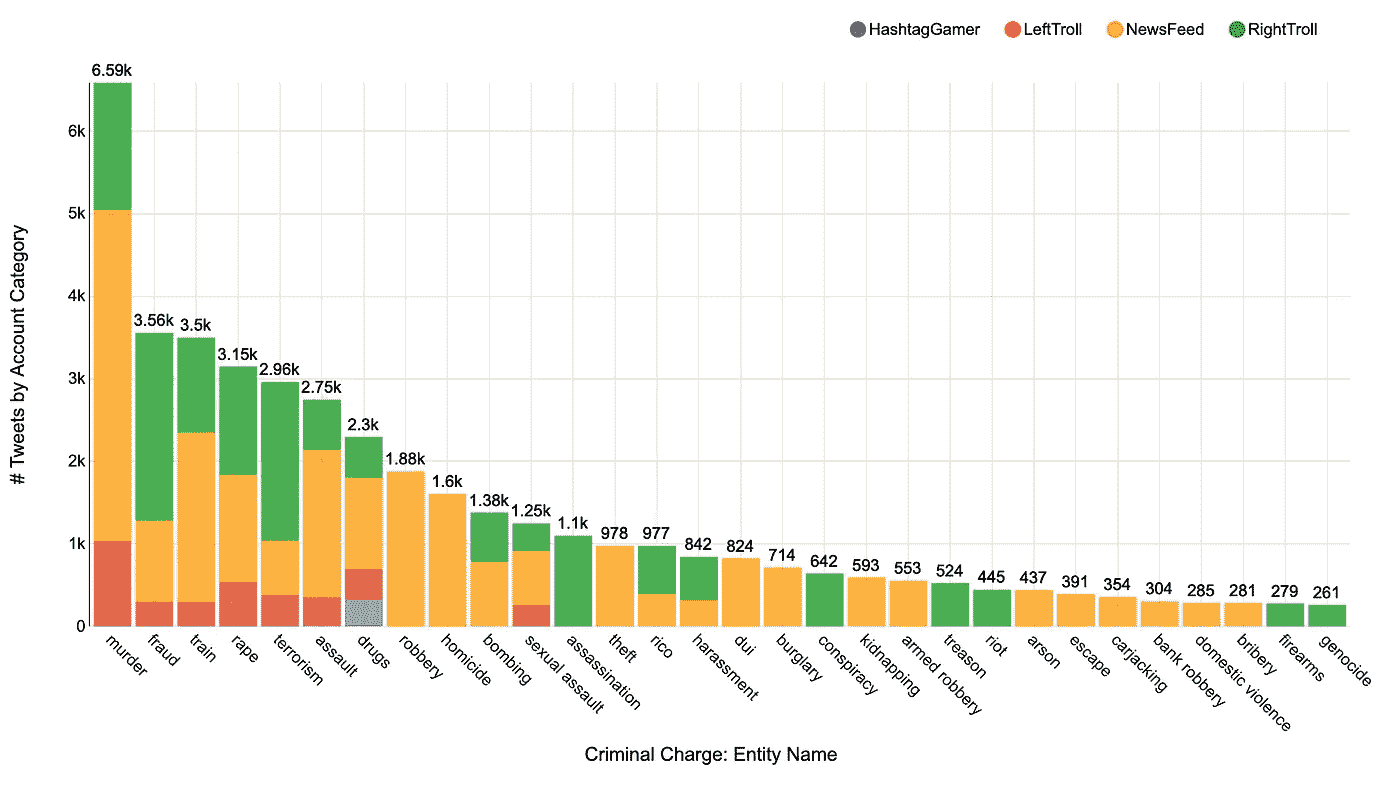 HashtagGamer LeftTroll NewsFeed RightTroll
6.59k
6k
5k
4k
3.56k
3.5k
3.15k
3k
2.96k
2.75k
2.3k
2k
1.88k
1.6k
1.38k
1.25k
1.1k
1k
978
977
842
824
714
642
593
553
524
445
437
391
354
304
285
281
279
261
0
# Tweets by Account Category
murder
fraud
train
rape
terrorism
assault
drugs
robbery
homicide
bombing
sexual assault
assassination
theft
rico
harassment
dui
burglary
conspiracy
kidnapping
armed robbery
treason
riot
arson
escape
carjacking
bank robbery
domestic violence
bribery
firearms
genocide
Criminal Charge: Entity Name